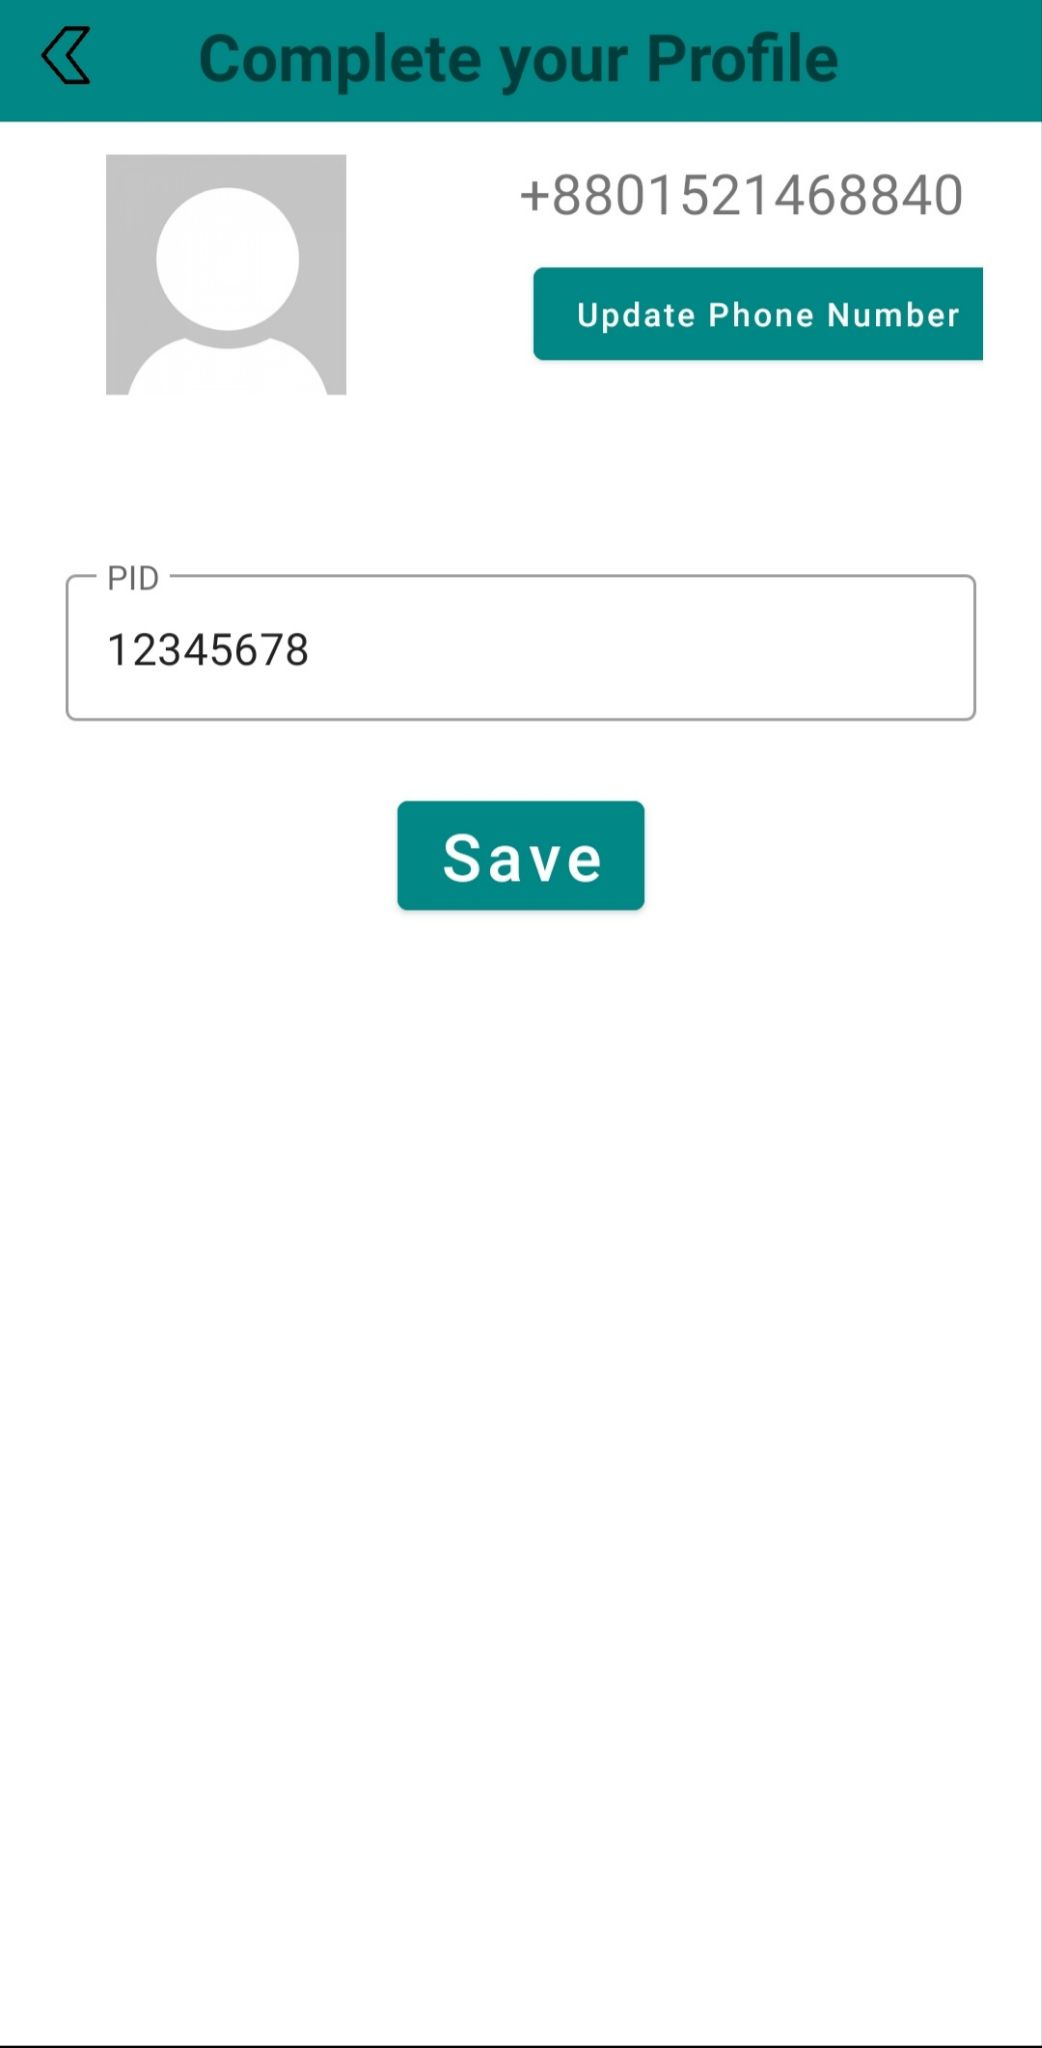 Complete your Profile
+8801521468840
Update Phone Number
PID
12345678
Save